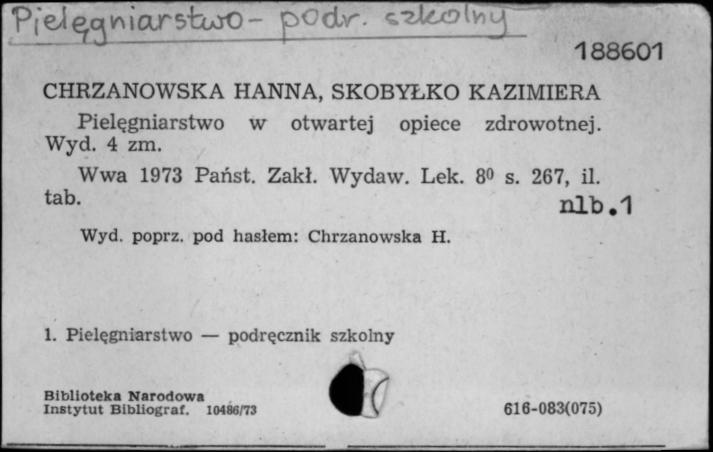 Pielęgniarstwo - podr. szkolny
188601
CHRZANOWSKA HANNA, SKOBYŁKO KAZIMIERA
Pielęgniarstwo w otwartej opiece zdrowotnej.
Wyd. 4 zm.
Wwa 1973 Państ. Zakł. Wydaw. Lek. 8⁰ s. 267, il.
tab.
nlb.1
Wyd. poprz. pod hasłem: Chrzanowska H.
1. Pielęgniarstwo — podręcznik szkolny
Biblioteka Narodowa
Instytut Bibliograf. 10486/73
616-083(075)